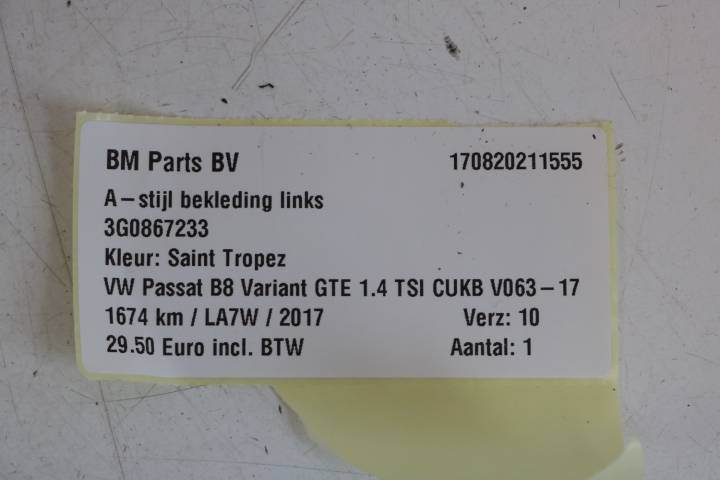 BM Parts BV 170820211555
A-stijl bekleding links
3G0867233
Kleur: Saint Tropez
VW Passat B8 Variant GTE 1.4 TSI CUKB V063-17
1674 km / LA7W / 2017 Verz: 10
29.50 Euro incl. BTW Aantal: 1